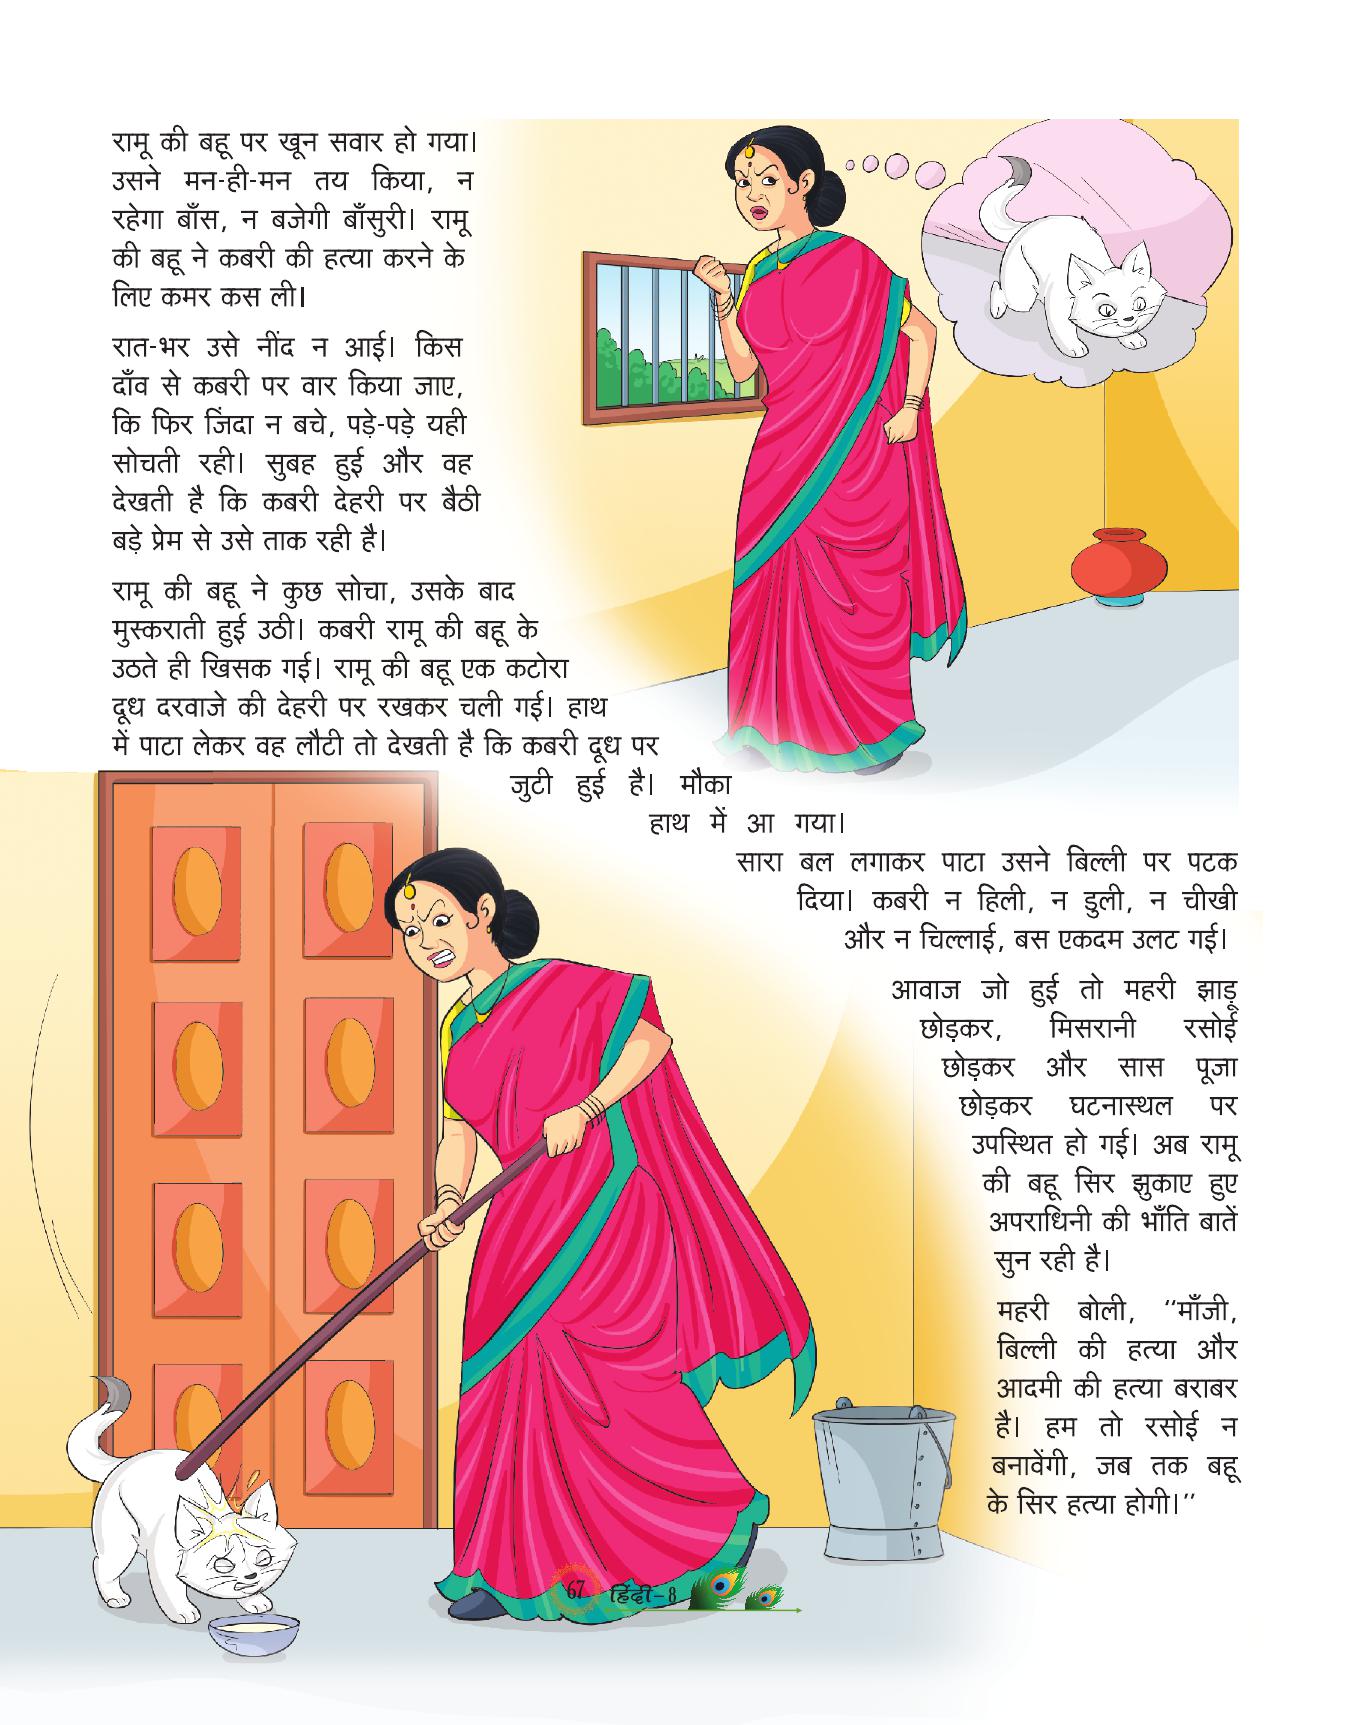 रामू की बहू पर खून सवार हो गया।
उसने मन-ही-मन तय किया, न
रहेगा बाँस, न बजेगी बाँसुरी। रामू
की बहू ने कबरी की हत्या करने के
लिए कमर कस ली।
रात-भर उसे नींद न आई। किस
दाँव से कबरी पर वार किया जाए,
कि फिर जिंदा न बचे, पड़े-पड़े यही
सोचती रही। सुबह हुई और वह
देखती है कि कबरी देहरी पर बैठी
बड़े प्रेम से उसे ताक रही है।
रामू की बहू ने कुछ सोचा, उसके बाद
मुस्कराती हुई उठी। कबरी रामू की बहू के
उठते ही खिसक गई। रामू की बहू एक कटोरा
दूध दरवाजे की देहरी पर रखकर चली गई। हाथ
में पाटा लेकर वह लौटी तो देखती है कि कबरी दूध पर
जुटी हुई है। मौका
हाथ में आ गया।
सारा बल लगाकर पाटा उसने बिल्ली पर पटक
दिया। कबरी न हिली, न डुली, न चीखी
और न चिल्लाई, बस एकदम उलट गई।
आवाज जो हुई तो महरी झाड़ू
छोड़कर, मिसरानी रसोई
छोड़कर और सास पूजा
छोड़कर घटनास्थल पर
उपस्थित हो गई। अब रामू
की बहू सिर झुकाए हुए
अपराधिनी की भाँति बातें
सुन रही है।
महरी बोली, ‘‘माँजी,
बिल्ली की हत्या और
आदमी की हत्या बराबर
है। हम तो रसोई न
बनावेंगी, जब तक बहू
के सिर हत्या होगी।’’
67 हिंदी–8